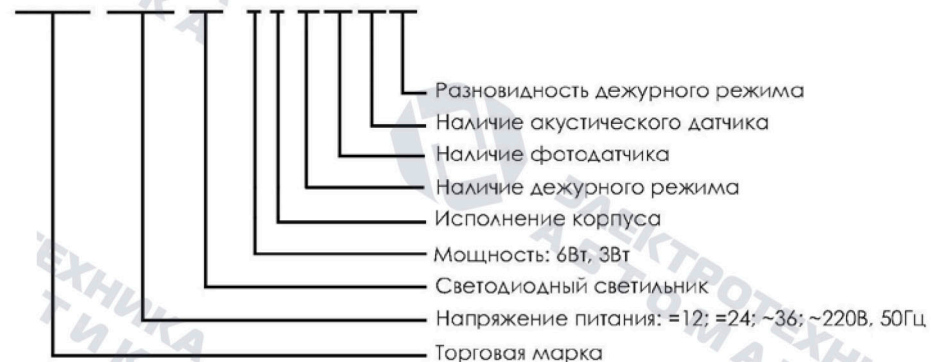 Разновидность дежурного режима
Наличие акустического датчика
Наличие фотодатчика
Наличие дежурного режима
Исполнение корпуса
Мощность: 6Вт, 3Вт
Светодиодный светильник
Напряжение питания: =12; =24; ~36; ~220В, 50Гц
Торговая марка